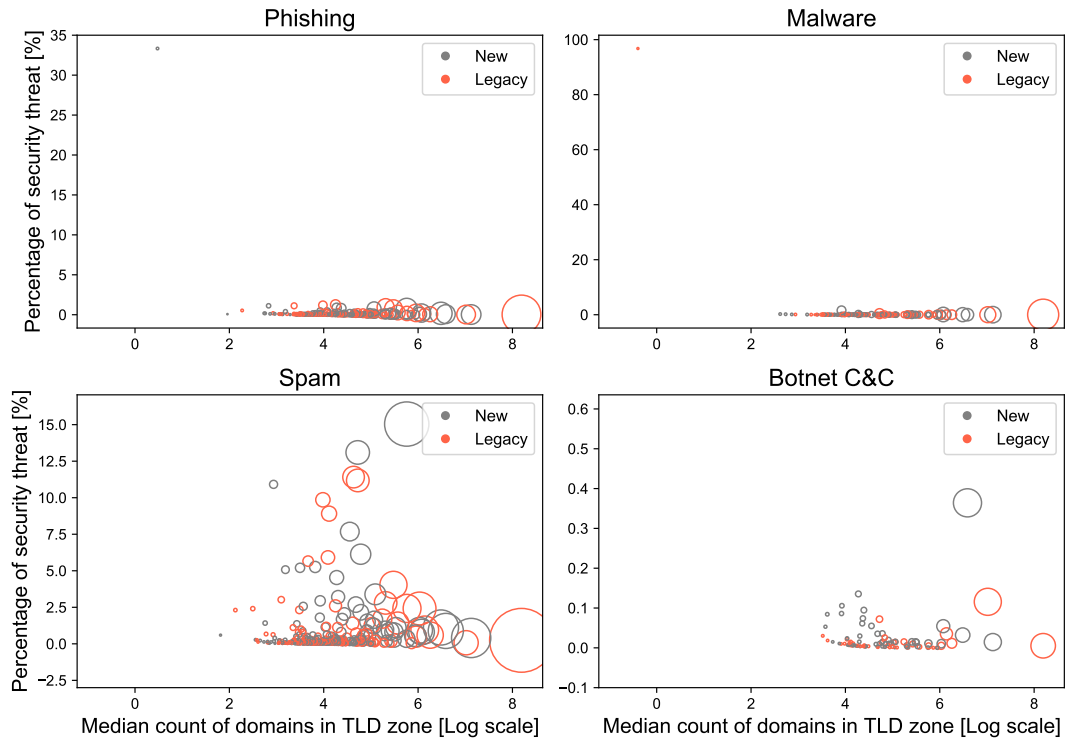 Phishing
Percentage of security threat [%]
35
30
25
20
15
10
5
0
0 2 4 6 8
New
Legacy
Malware
100
80
60
40
20
0
0 2 4 6 8
New
Legacy
Spam
Percentage of security threat [%]
15.0
12.5
10.0
7.5
5.0
2.5
0.0
−2.5
0 2 4 6 8
Median count of domains in TLD zone [Log scale]
New
Legacy
Botnet C&C
0.6
0.5
0.4
0.3
0.2
0.1
0.0
−0.1
0 2 4 6 8
Median count of domains in TLD zone [Log scale]
New
Legacy